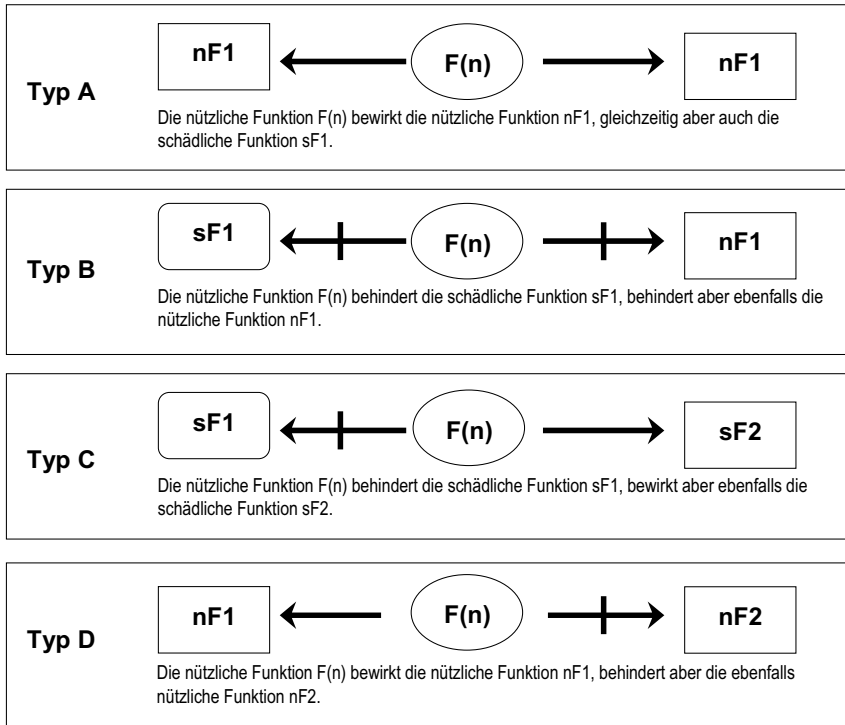 nF1 F(n) nF1
Typ A
Die nützliche Funktion F(n) bewirkt die nützliche Funktion nF1, gleichzeitig aber auch die
schädliche Funktion sF1.
sF1 F(n) nF1
Typ B
Die nützliche Funktion F(n) behindert die schädliche Funktion sF1, behindert aber ebenfalls die
nützliche Funktion nF1.
sF1 F(n) sF2
Typ C
Die nützliche Funktion F(n) behindert die schädliche Funktion sF1, bewirkt aber ebenfalls die
schädliche Funktion sF2.
nF1 F(n) nF2
Typ D
Die nützliche Funktion F(n) bewirkt die nützliche Funktion nF1, behindert aber die ebenfalls
nützliche Funktion nF2.